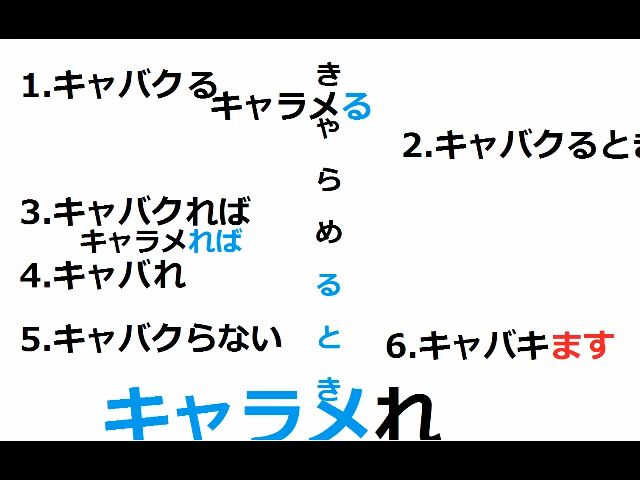 1.キャバクる
キャラメる
きゃらめるとき
2.キャバクるとき
3.キャバクれば
キャラメれば
4.キャバれ
5.キャバクらない
6.キャバキます
キャラメれ